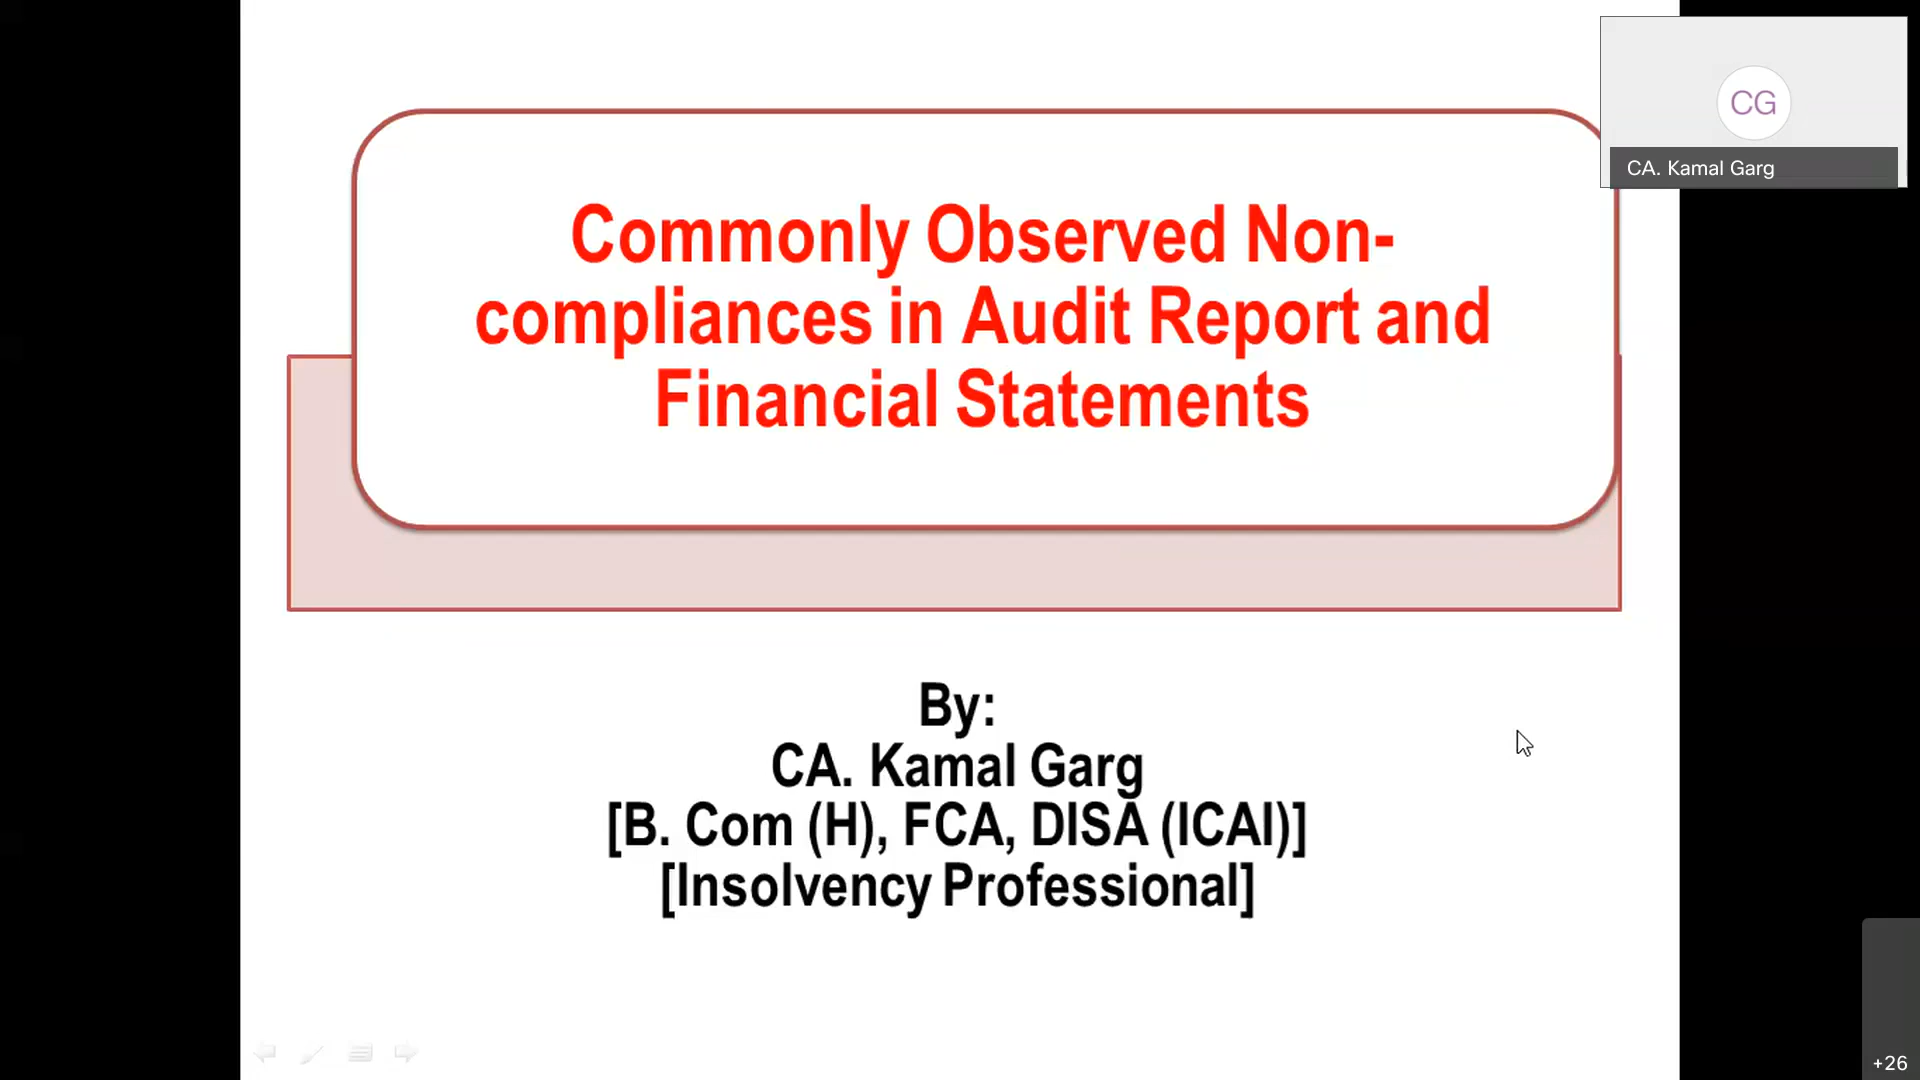 CG
CA. Kamal Garg
Commonly Observed Non-
compliances in Audit Report and
Financial Statements
By:
CA. Kamal Garg
[B. Com (H), FCA, DISA (ICAI)]
[Insolvency Professional]
+26